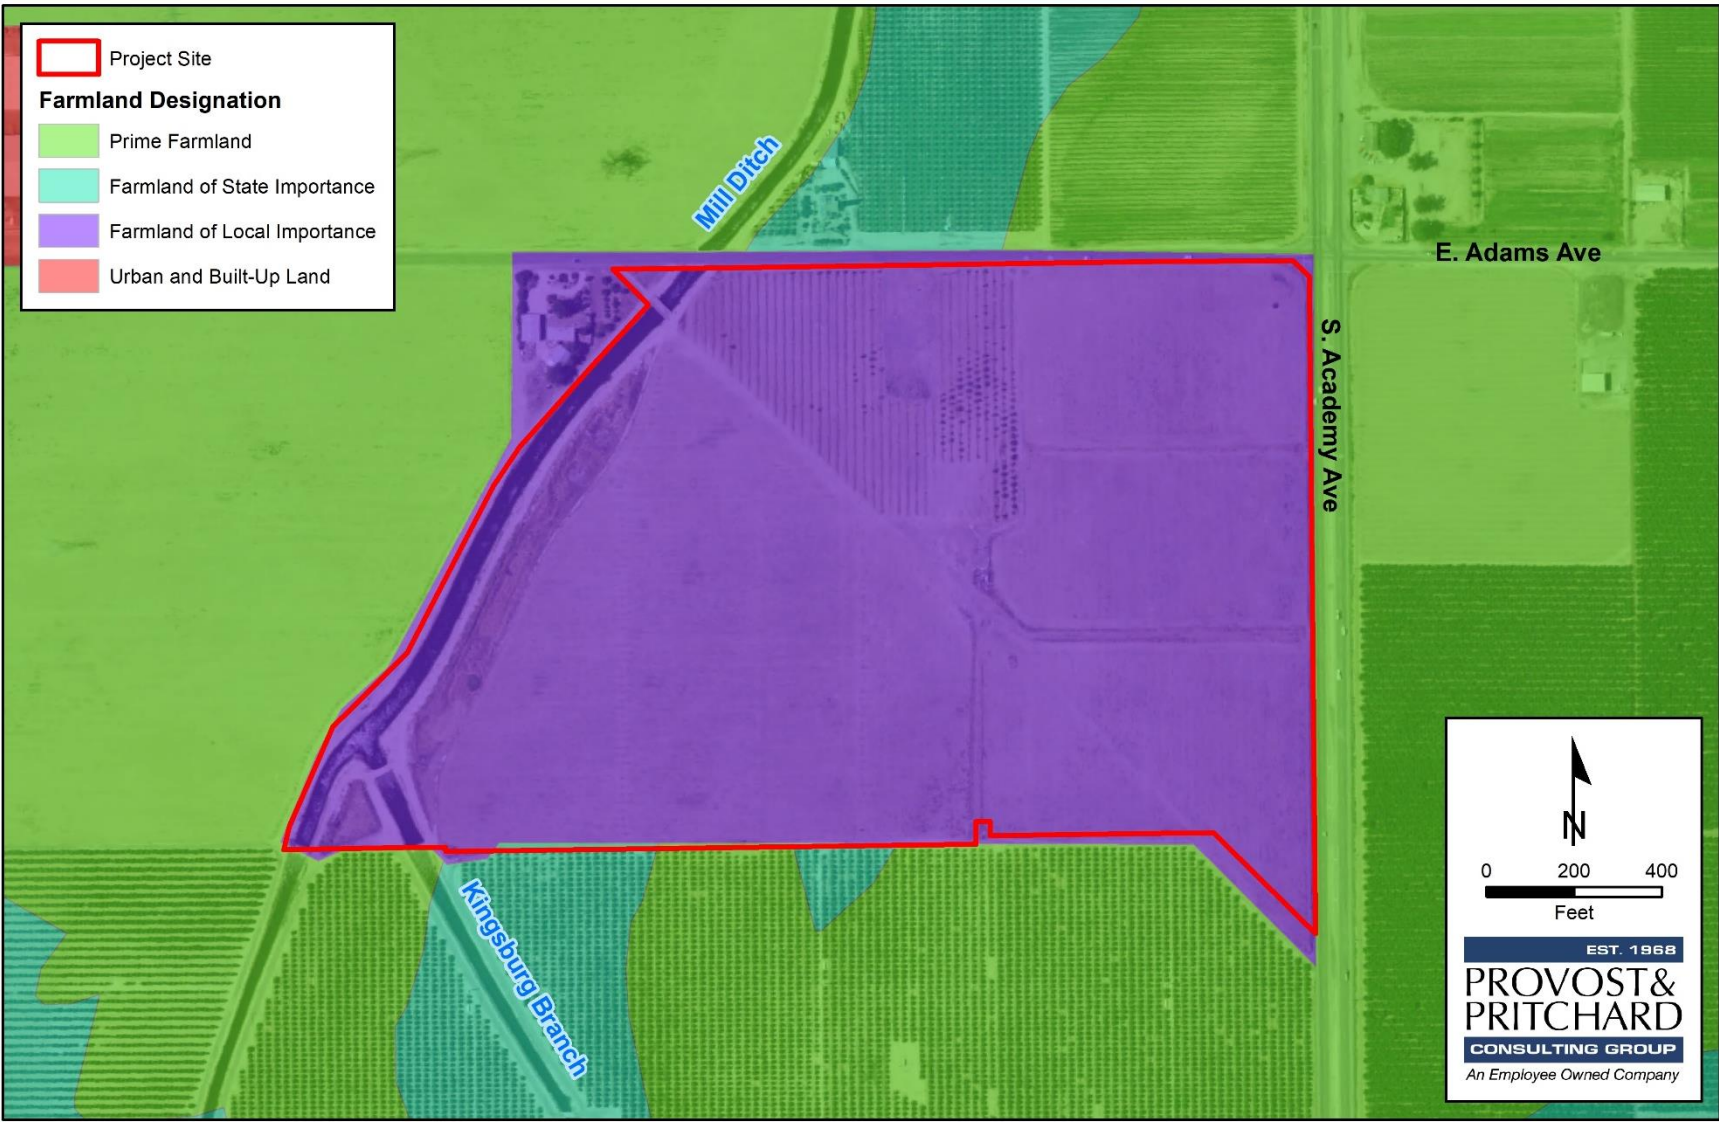 Project Site
Farmland Designation
Prime Farmland
Farmland of State Importance
Farmland of Local Importance
Urban and Built-Up Land
Mill Ditch
E. Adams Ave
S. Academy Ave
Kingsburg Branch
N
0 200 400
Feet
EST. 1968
PROVOST&
PRITCHARD
CONSULTING GROUP
An Employee Owned Company